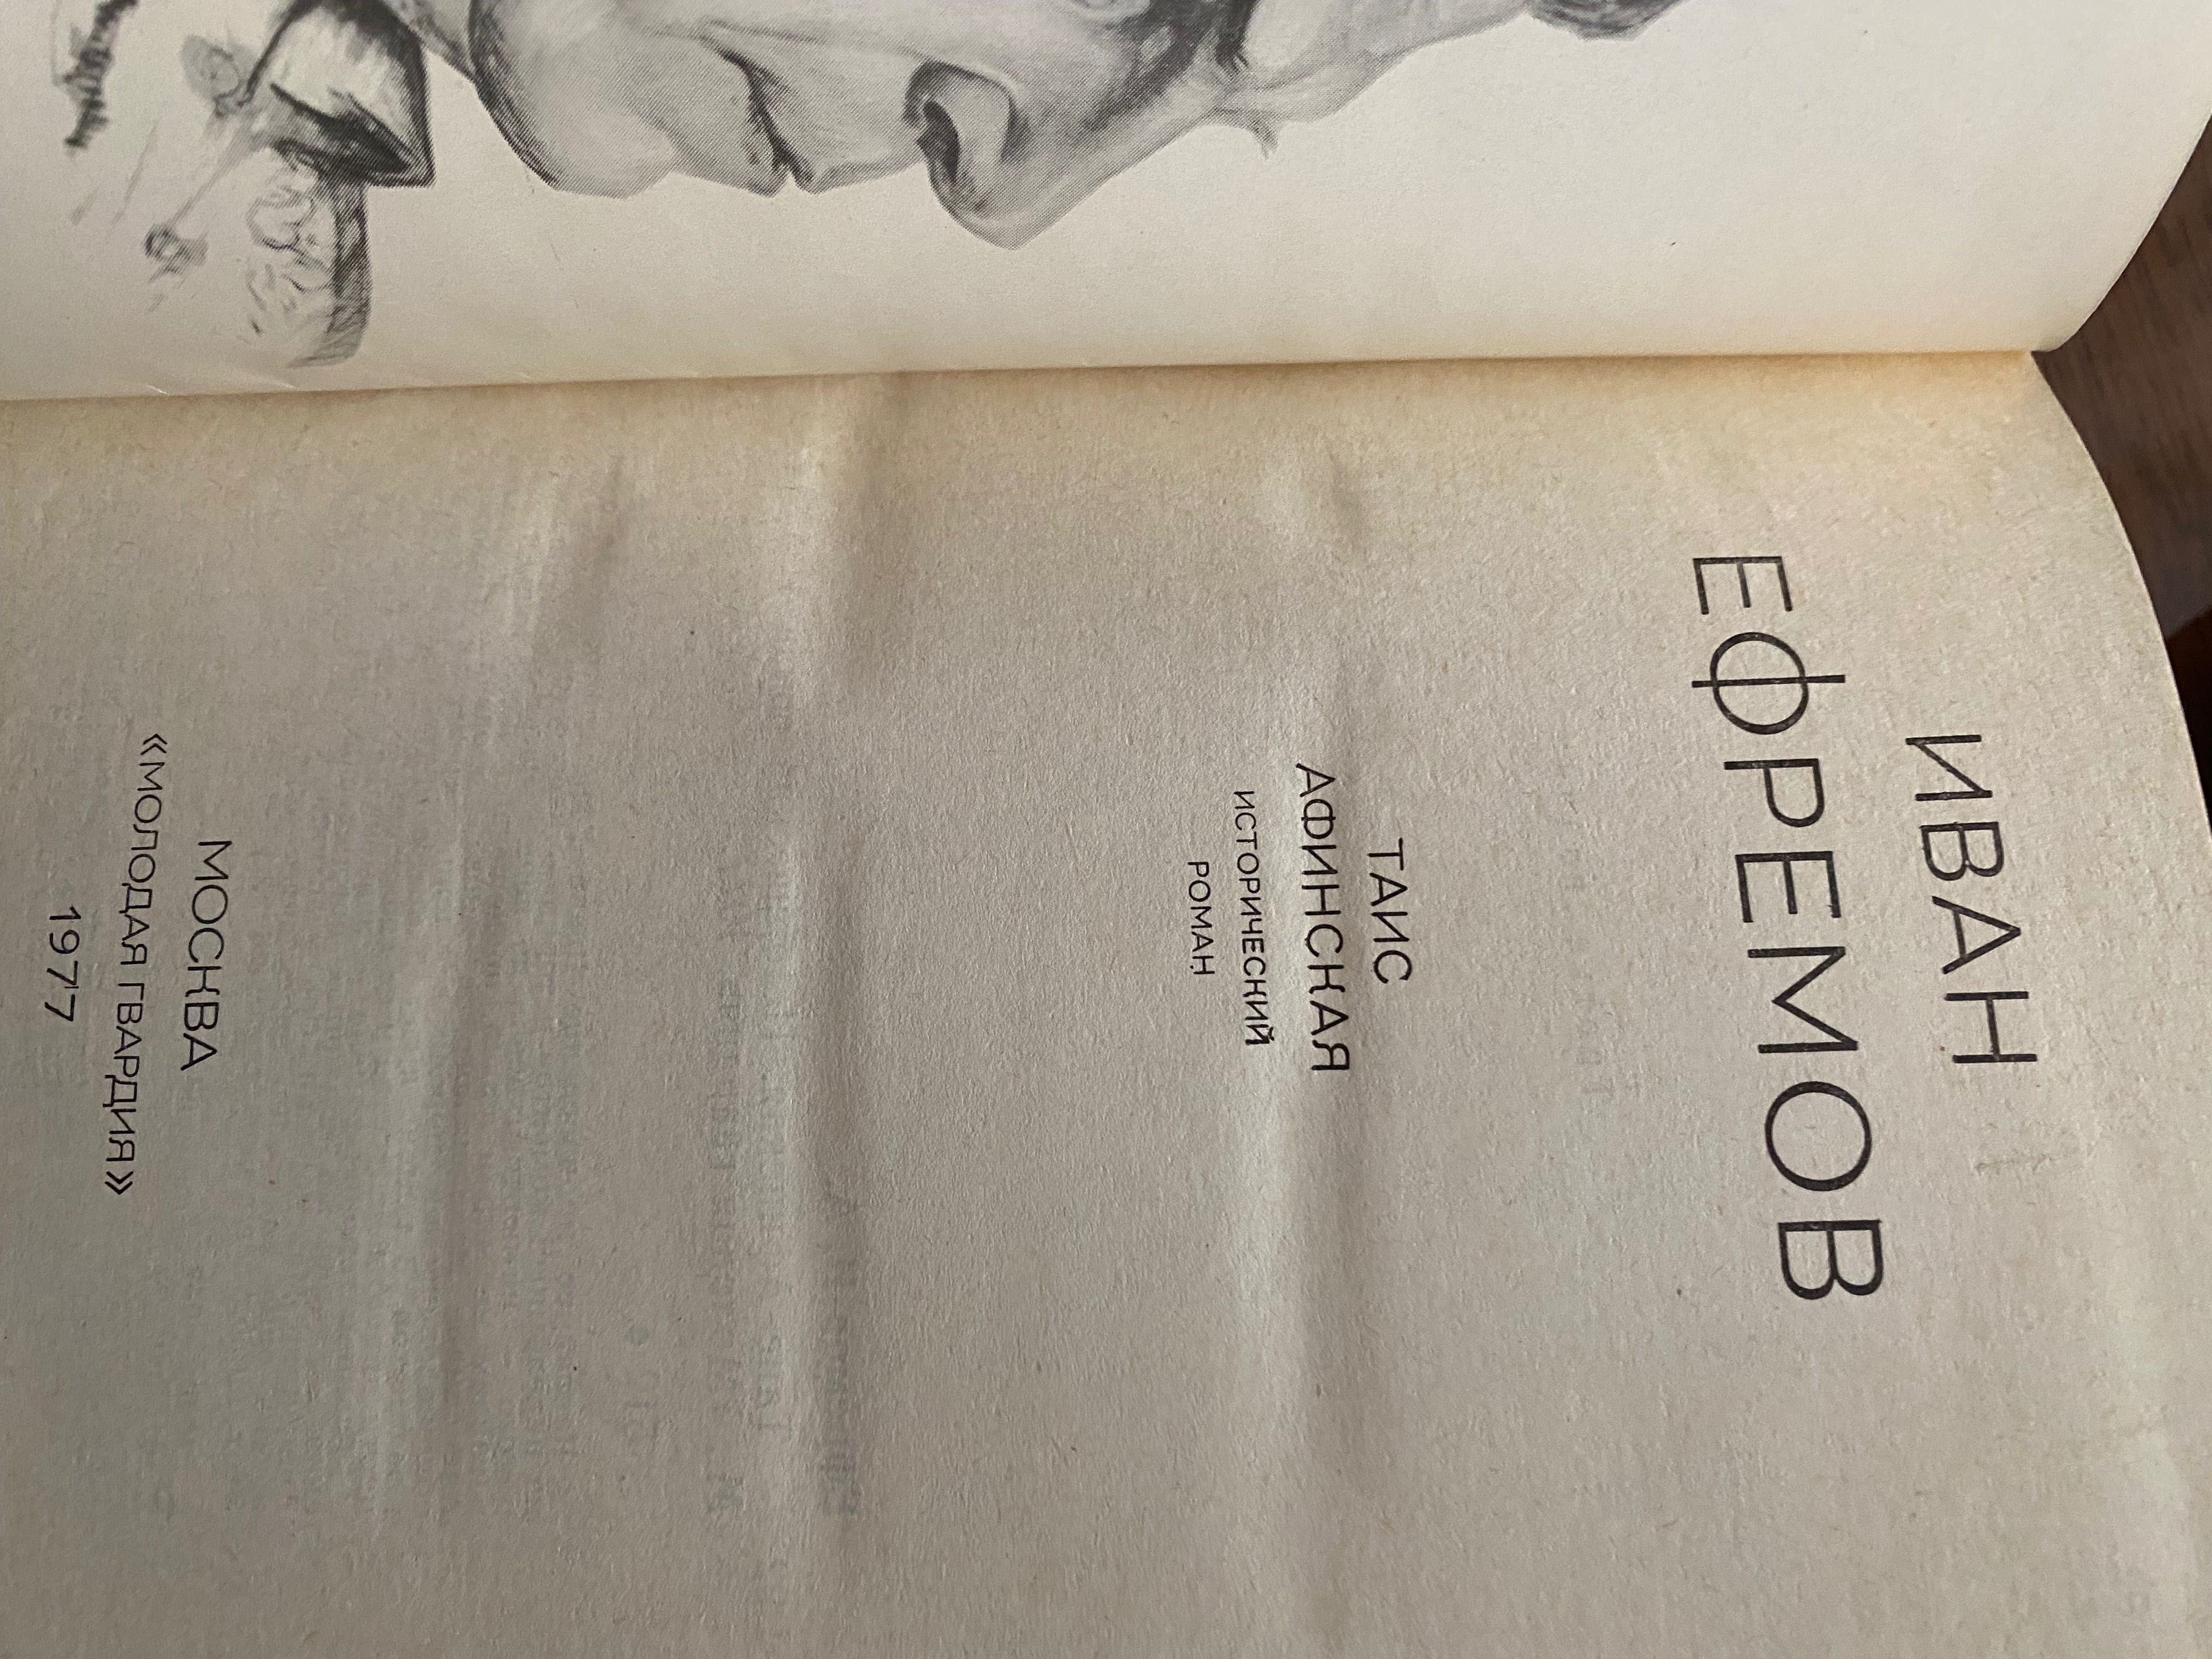 ИВАН
ЕФРЕМОВ
ТАИС
АФИНСКАЯ
ИСТОРИЧЕСКИЙ
РОМАН
МОСКВА
«МОЛОДАЯ ГВАРДИЯ»
1977